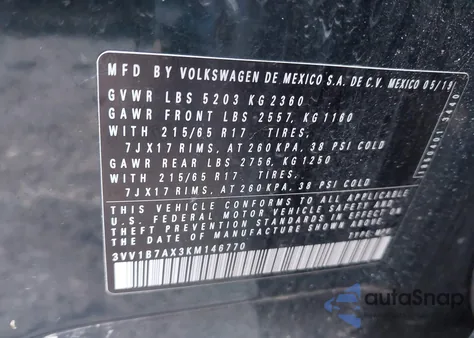 MFD BY VOLKSWAGEN DE MEXICO S.A. DE C.V. MEXICO 05/19
GVWR LBS 5203 KG 2360
GAWR FRONT LBS 2557, KG 1160
WITH 215/65 R17 TIRES,
7JX17 RIMS, AT 260 KPA, 38 PSI COLD
GAWR REAR LBS 2756, KG 1250
WITH 215/65 R17 TIRES,
7JX17 RIMS, AT 260 KPA, 38 PSI COLD
THIS VEHICLE CONFORMS TO ALL APPLICABLE
U.S. FEDERAL MOTOR VEHICLE SAFETY AND
THEFT PREVENTION STANDARDS IN EFFECT ON
DATE OF MANUFACTURE SHOWN ABOVE.
3VV1B7AX3KM146770 TYPE:
autoSnap